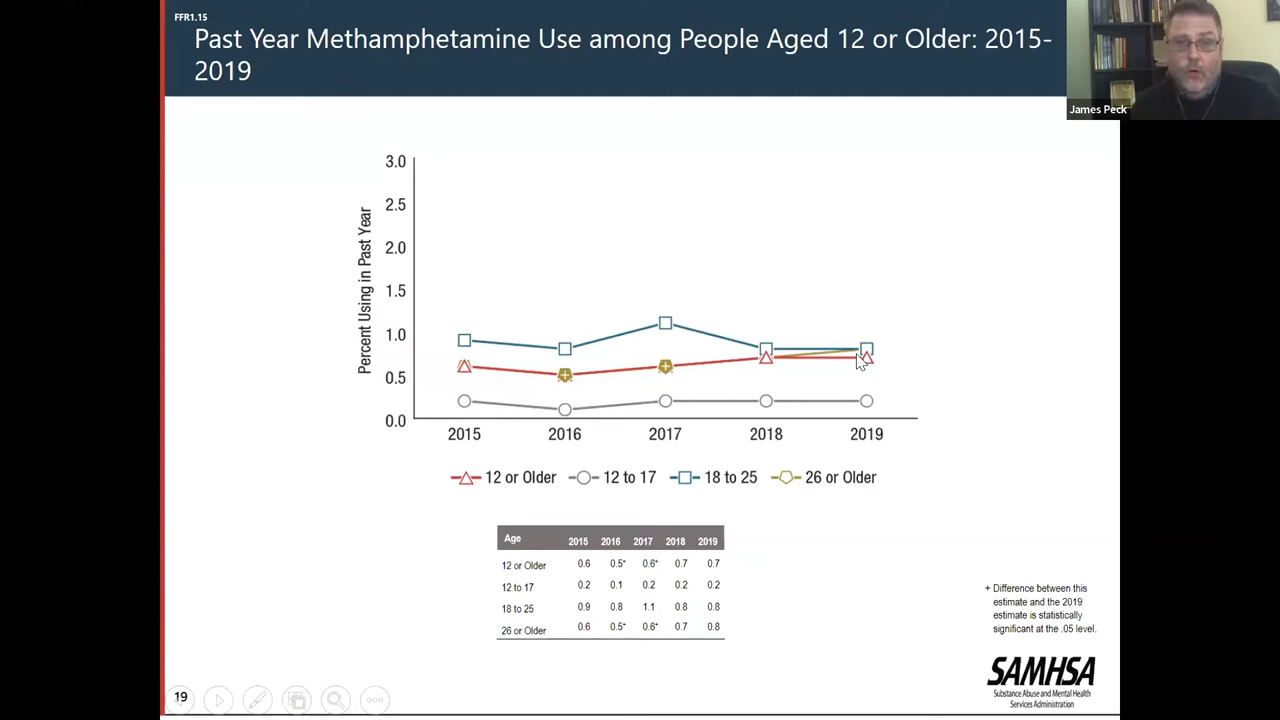 FFR1.15
Past Year Methamphetamine Use among People Aged 12 or Older: 2015-
2019
James Peck
Percent Using in Past Year
3.0
2.5
2.0
1.5
1.0
0.5
0.0
2015 2016 2017 2018 2019
12 or Older 12 to 17 18 to 25 26 or Older
Age 2015 2016 2017 2018 2019
12 or Older 0.6 0.5+ 0.6+ 0.7 0.7
12 to 17 0.2 0.1 0.2 0.2 0.2
18 to 25 0.9 0.8 1.1 0.8 0.8
26 or Older 0.6 0.5+ 0.6+ 0.7 0.8
+ Difference between this
estimate and the 2019
estimate is statistically
significant at the .05 level.
SAMHSA
Substance Abuse and Mental Health
Services Administration
19